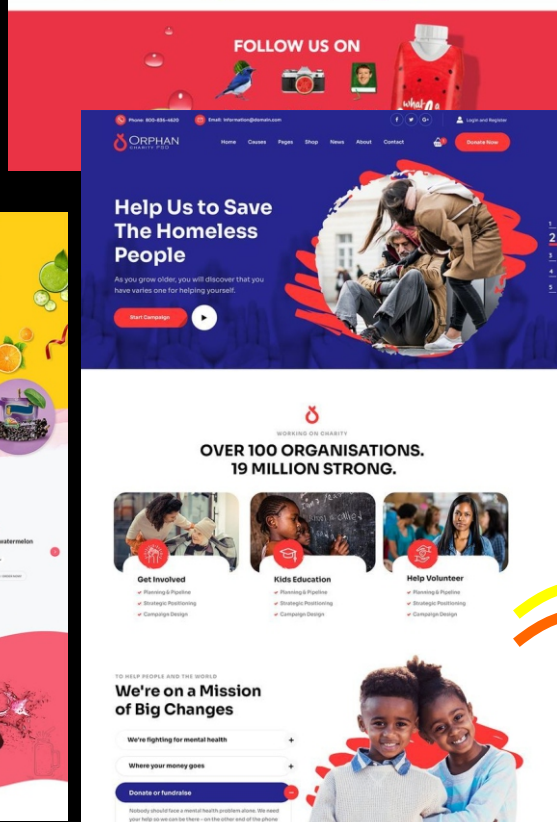 FOLLOW US ON
what a
Phone: 800-836-4620
Email: information@domain.com
f
G+
Login and Register
ORPHAN
CHARITY PSD
Home Causes Pages Shop News About Contact
Donate Now
Help Us to Save
The Homeless
People
As you grow older, you will discover that you
have varies one for helping yourself.
Start Campaign
1
2
3
4
5
WORKING ON CHARITY
OVER 100 ORGANISATIONS.
19 MILLION STRONG.
Get Involved
Planning & Pipeline
Strategic Positioning
Campaign Design
Kids Education
Planning & Pipeline
Strategic Positioning
Campaign Design
Help Volunteer
Planning & Pipeline
Strategic Positioning
Campaign Design
watermelon
TO HELP PEOPLE AND THE WORLD
We're on a Mission
of Big Changes
We're fighting for mental health
Where your money goes
Donate or fundraise
Nobody should face a mental health problem alone. We need
your help so we can be there - on the other end of the phone